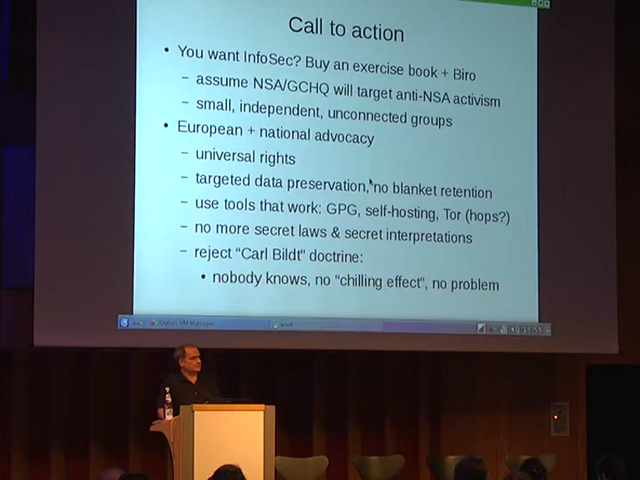 Call to action
• You want InfoSec? Buy an exercise book + Biro
– assume NSA/GCHQ will target anti-NSA activism
– small, independent, unconnected groups
• European + national advocacy
– universal rights
– targeted data preservation, no blanket retention
– use tools that work: GPG, self-hosting, Tor (hops?)
– no more secret laws & secret interpretations
– reject "Carl Bildt" doctrine:
• nobody knows, no "chilling effect", no problem
Qubes VM Manager